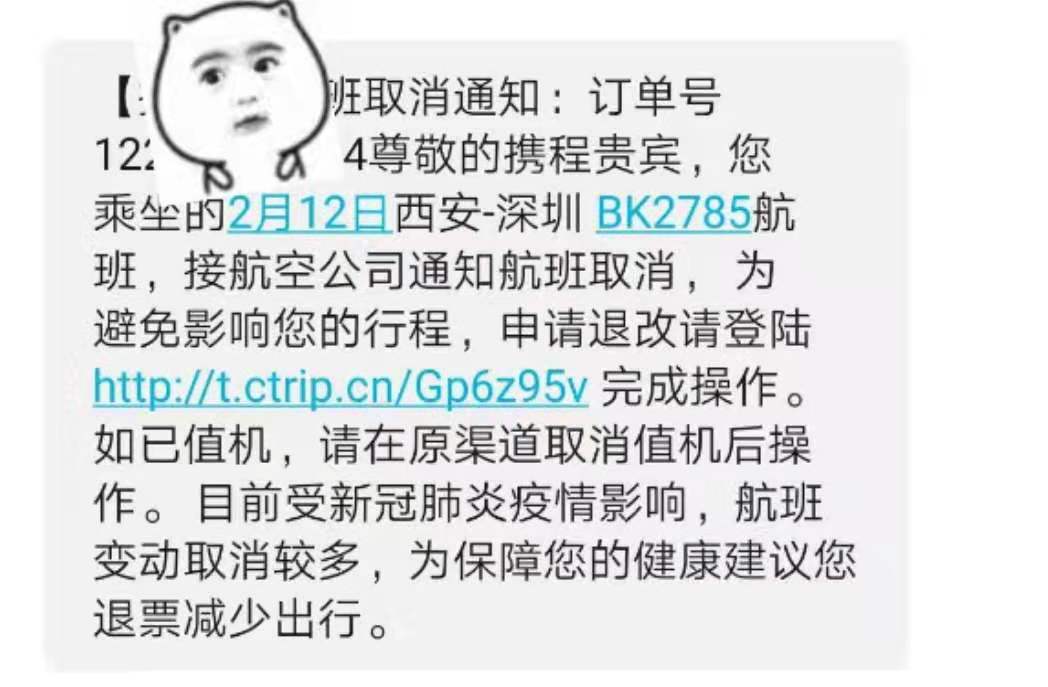 【 班取消通知：订单号
122 4尊敬的携程贵宾，您
乘坐的2月12日西安-深圳 BK2785航
班，接航空公司通知航班取消， 为
避免影响您的行程，申请退改请登陆
http://t.ctrip.cn/Gp6z95v 完成操作。
如已值机，请在原渠道取消值机后操
作。目前受新冠肺炎疫情影响，航班
变动取消较多，为保障您的健康建议您
退票减少出行。